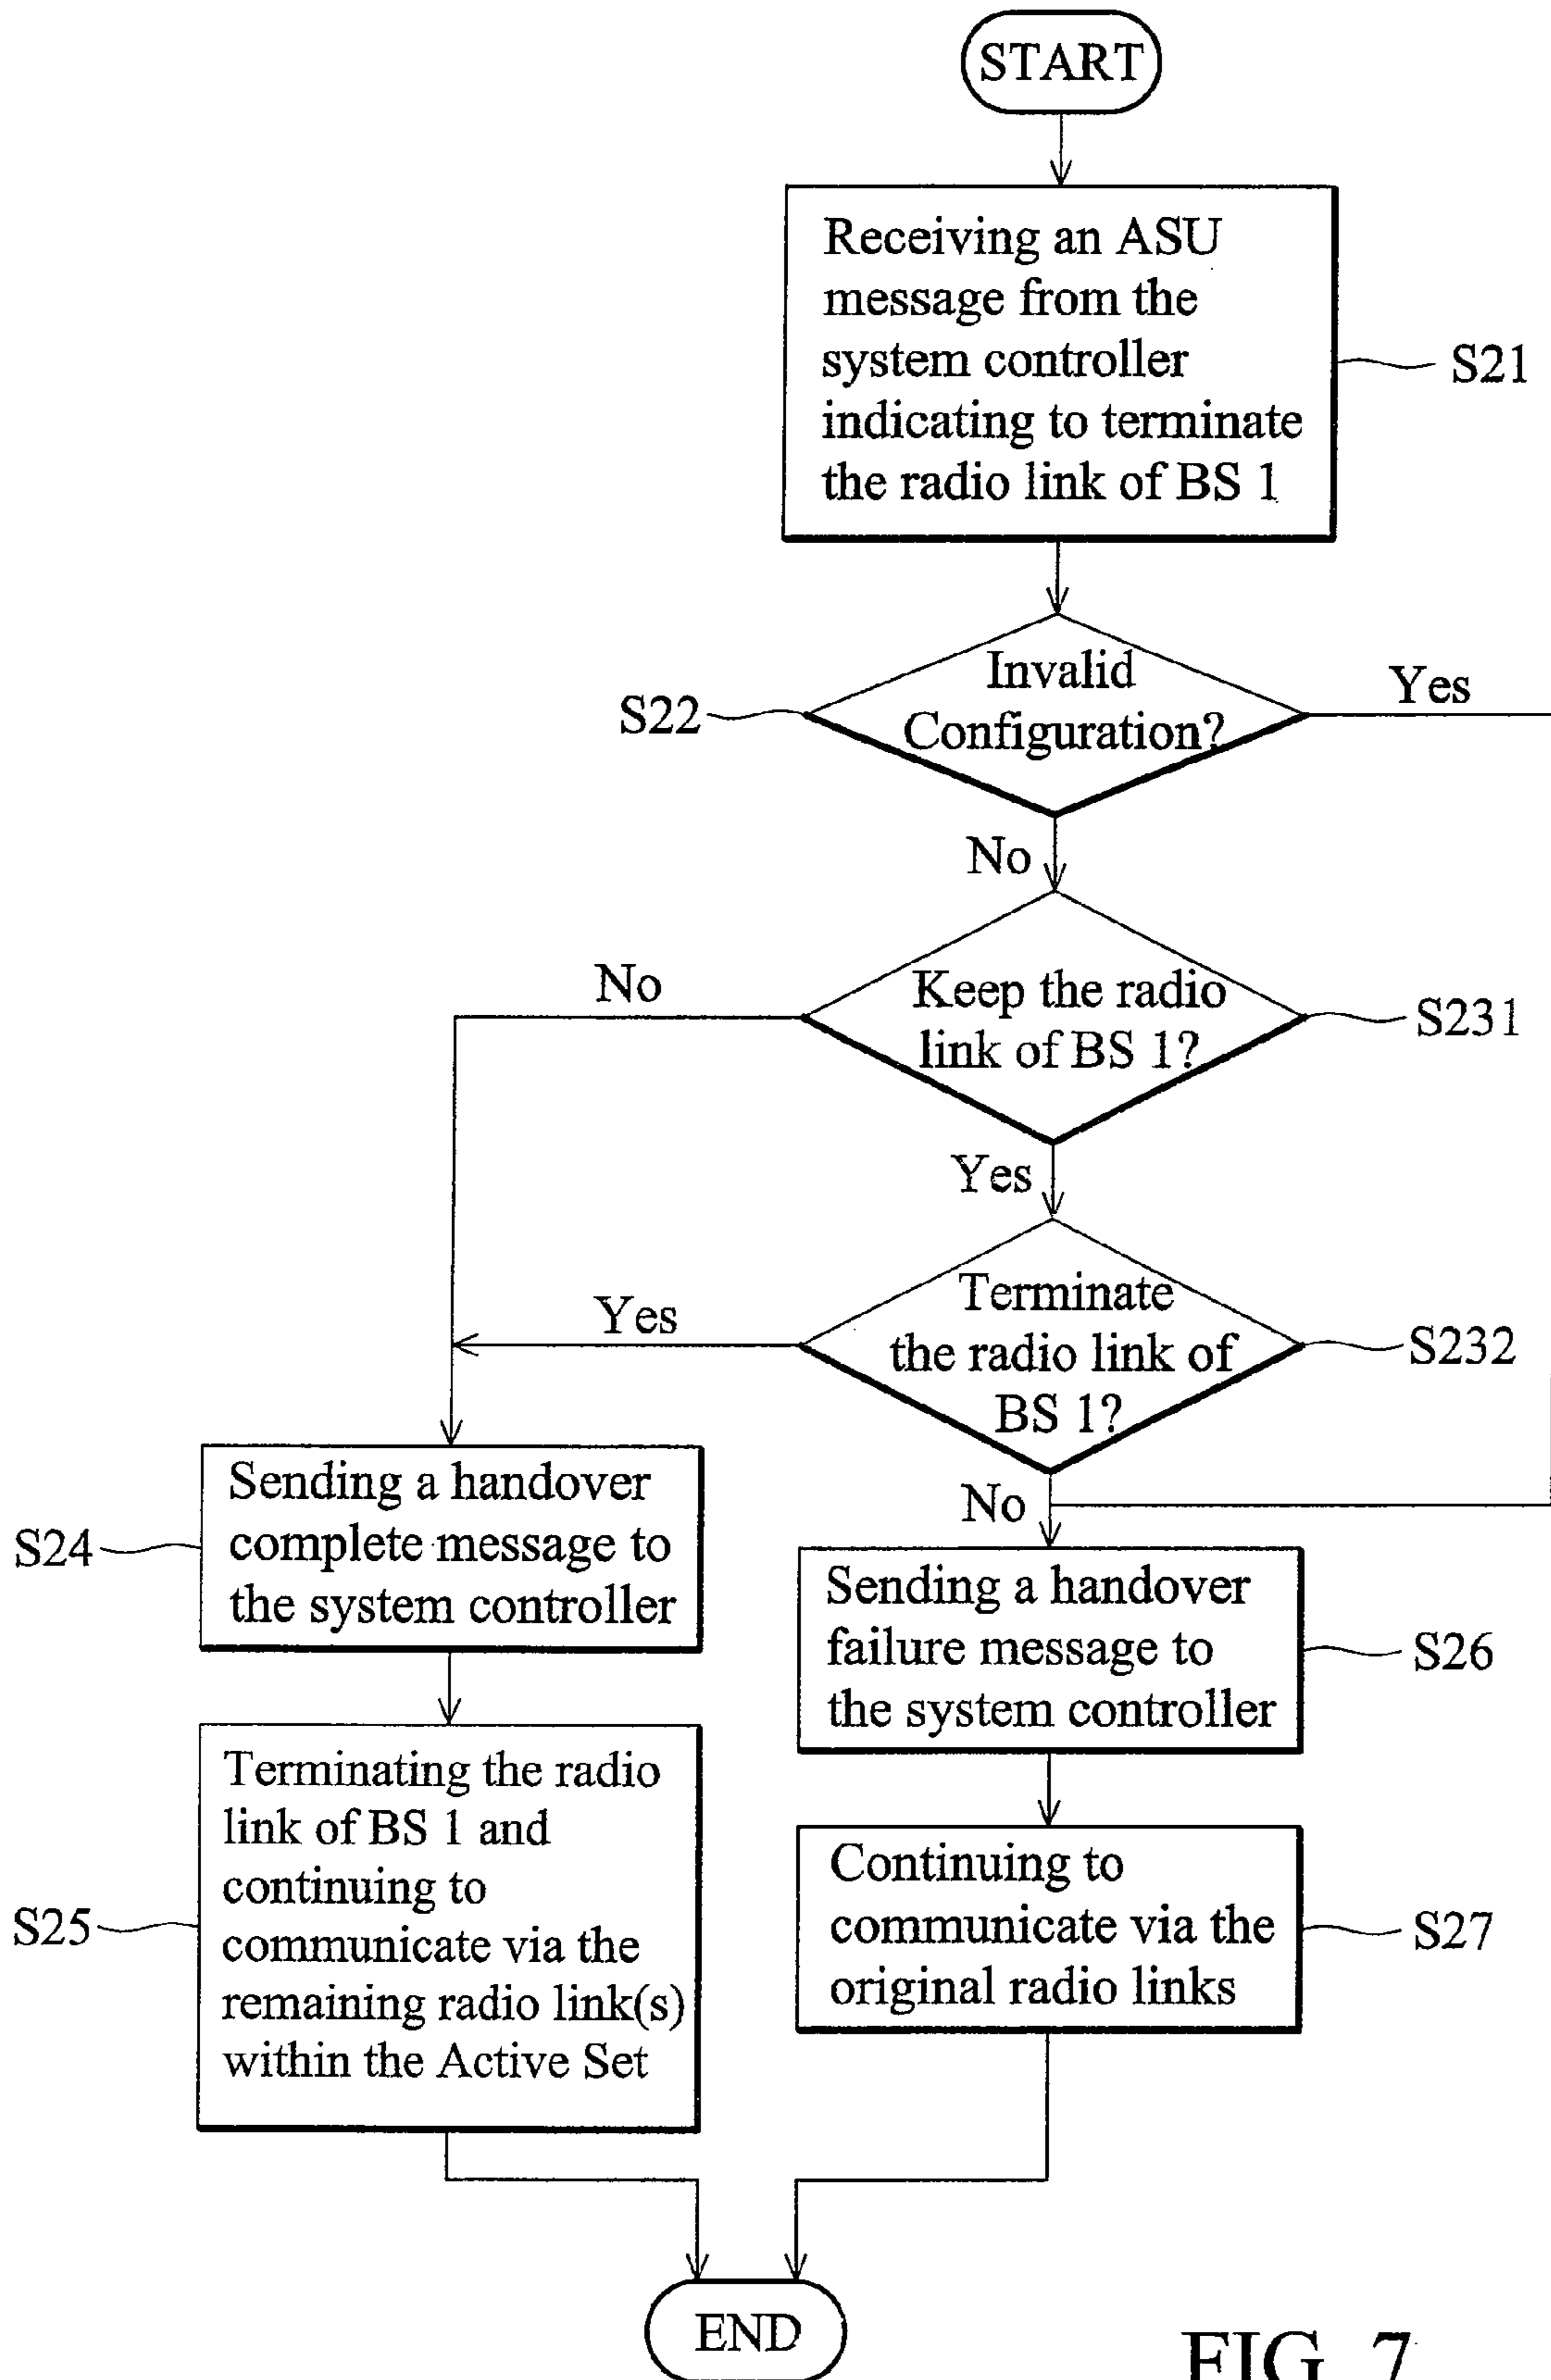 START
Receiving an ASU
message from the
system controller
indicating to terminate
the radio link of BS 1
S21
Invalid
Configuration?
S22
Yes
No
Keep the radio
link of BS 1?
S231
No
Yes
Terminate
the radio link of
BS 1?
S232
Yes
No
Sending a handover
complete message to
the system controller
S24
Sending a handover
failure message to
the system controller
S26
Terminating the radio
link of BS 1 and
continuing to
communicate via the
remaining radio link(s)
within the Active Set
S25
Continuing to
communicate via the
original radio links
S27
END
FIG. 7